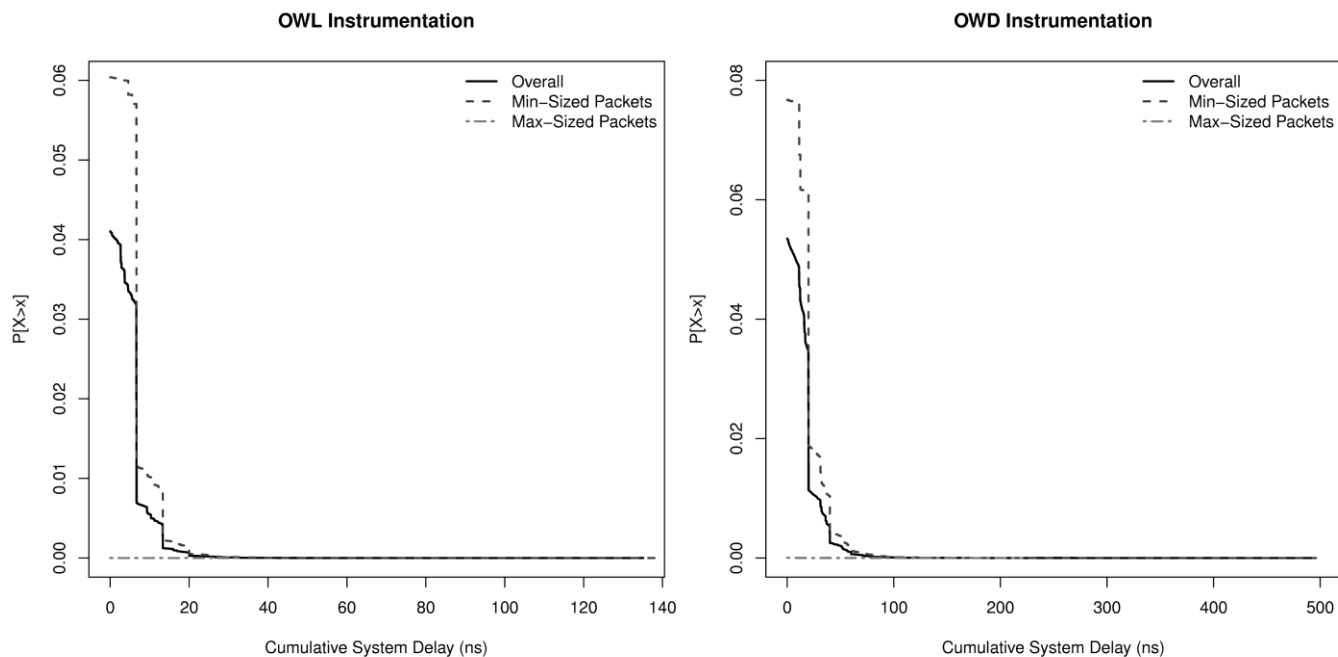 OWL Instrumentation
Overall
Min−Sized Packets
Max−Sized Packets
P[X>x]
0.06
0.05
0.04
0.03
0.02
0.01
0.00
0 20 40 60 80 100 120 140
Cumulative System Delay (ns)
OWD Instrumentation
Overall
Min−Sized Packets
Max−Sized Packets
P[X>x]
0.08
0.06
0.04
0.02
0.00
0 100 200 300 400 500
Cumulative System Delay (ns)